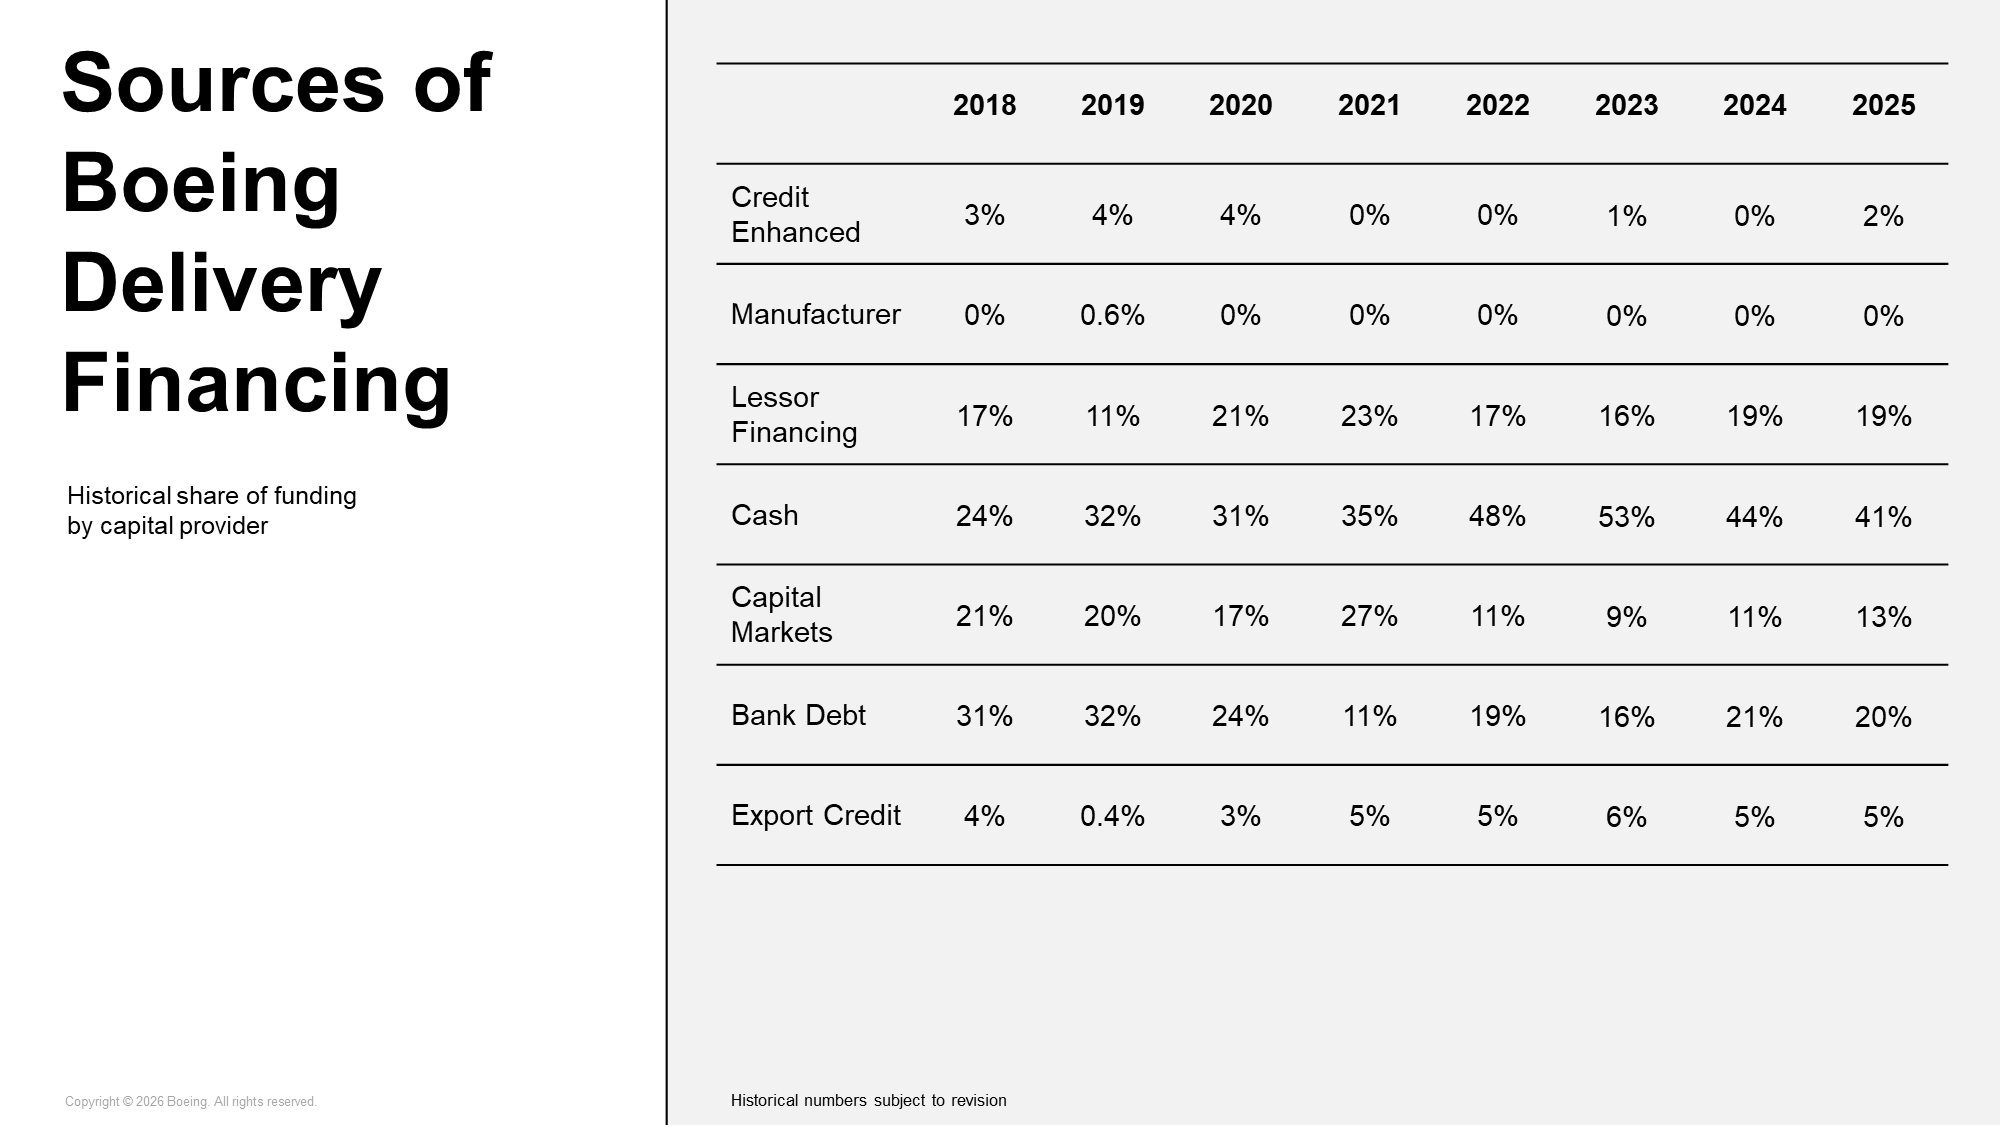 Sources of
Boeing
Delivery
Financing
Historical share of funding
by capital provider
Copyright © 2026 Boeing. All rights reserved.
2018 2019 2020 2021 2022 2023 2024 2025
Credit
Enhanced 3% 4% 4% 0% 0% 1% 0% 2%
Manufacturer 0% 0.6% 0% 0% 0% 0% 0% 0%
Lessor
Financing 17% 11% 21% 23% 17% 16% 19% 19%
Cash 24% 32% 31% 35% 48% 53% 44% 41%
Capital
Markets 21% 20% 17% 27% 11% 9% 11% 13%
Bank Debt 31% 32% 24% 11% 19% 16% 21% 20%
Export Credit 4% 0.4% 3% 5% 5% 6% 5% 5%
Historical numbers subject to revision